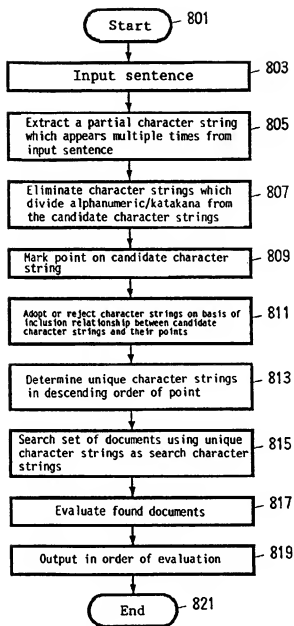 Start
801
Input sentence
803
Extract a partial character string
which appears multiple times from
input sentence
805
Eliminate character strings which
divide alphanumeric/katakana from
the candidate character strings
807
Mark point on candidate character
string
809
Adopt or reject character strings on basis of
inclusion relationship between candidate
character strings and their points
811
Determine unique character strings
in descending order of point
813
Search set of documents using unique
character strings as search character
strings
815
Evaluate found documents
817
Output in order of evaluation
819
End
821